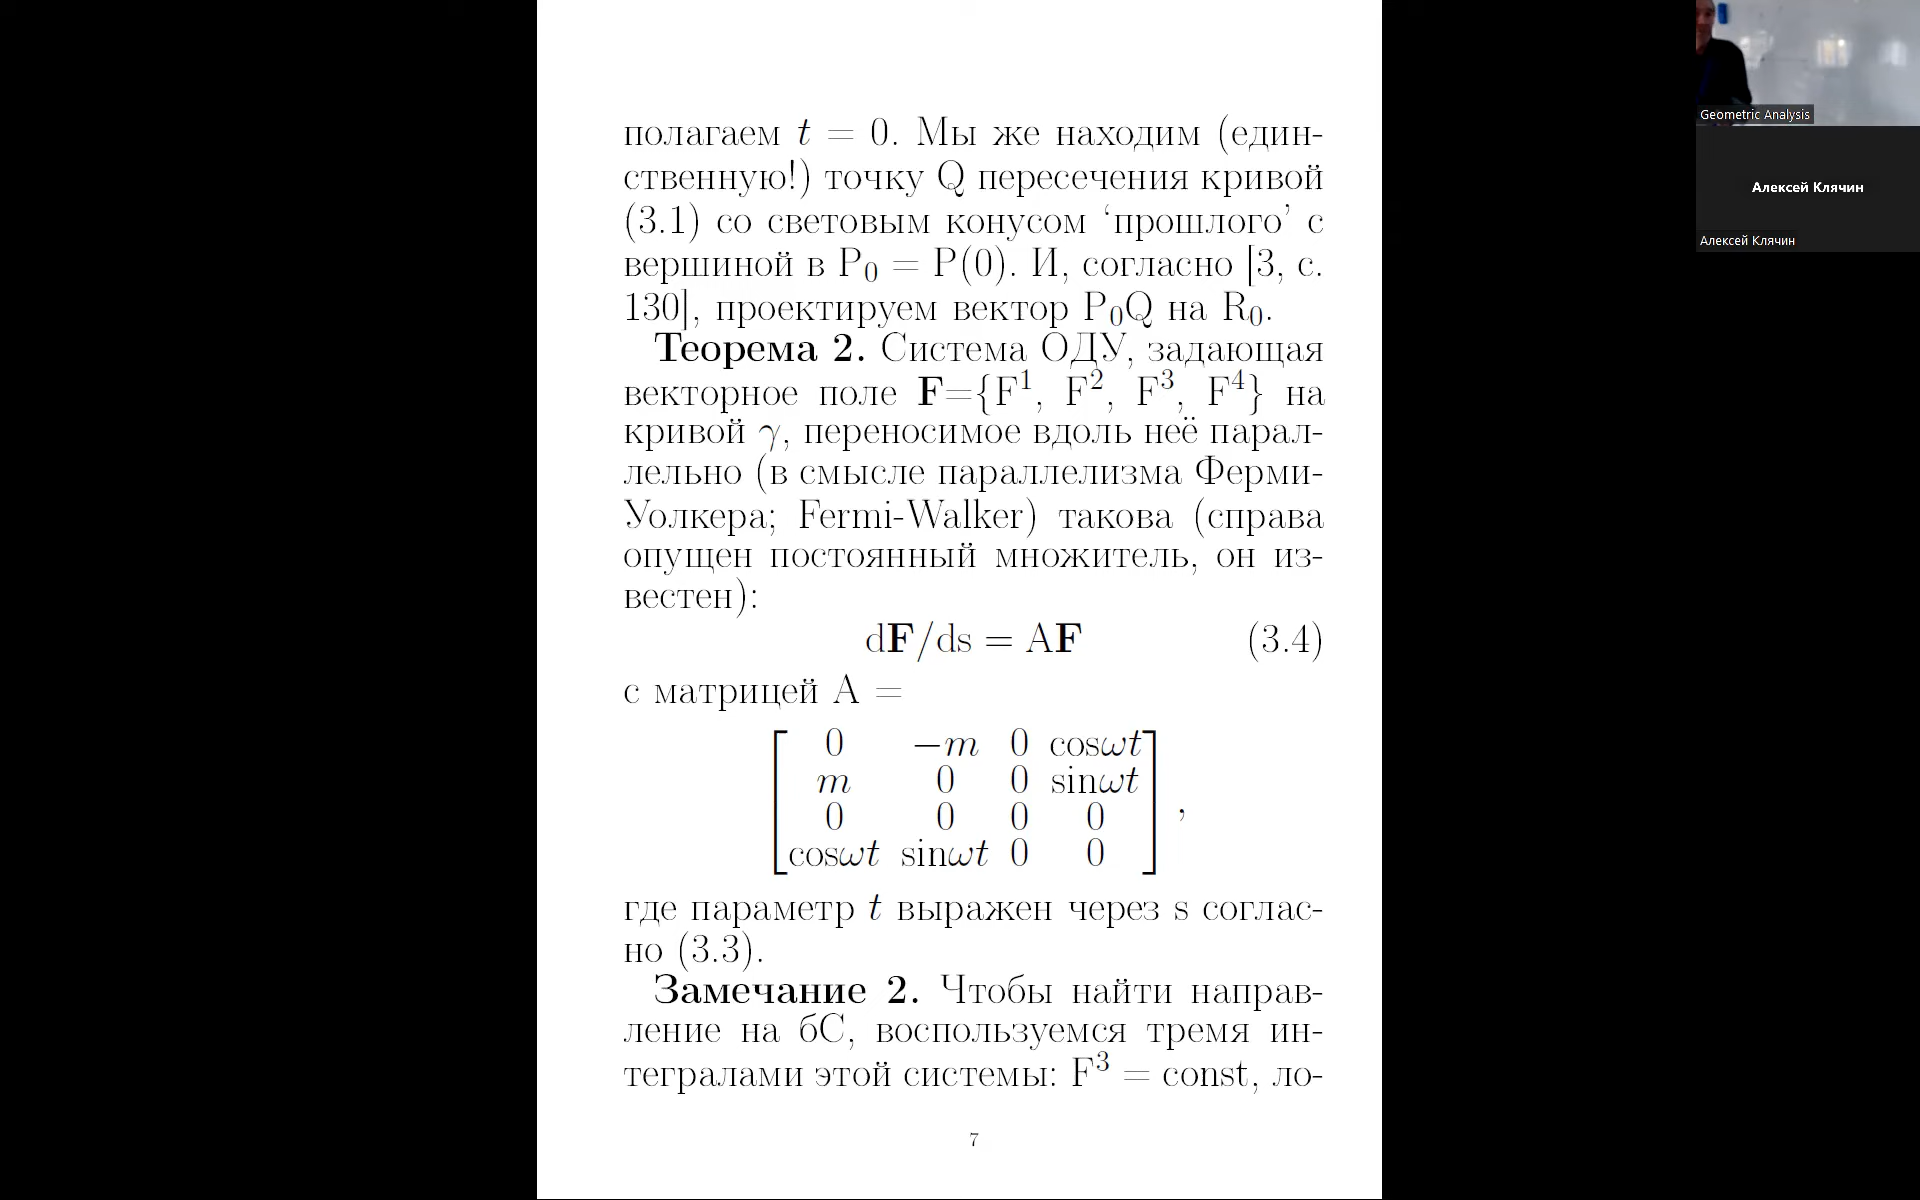 полагаем t = 0. Мы же находим (един-
ственную!) точку Q пересечения кривой
(3.1) со световым конусом ‘прошлого’ с
вершиной в P₀ = P(0). И, согласно [3, с.
130], проектируем вектор P₀Q на R₀.
Теорема 2. Система ОДУ, задающая
векторное поле F={F¹, F², F³, F⁴} на
кривой γ, переносимое вдоль неё парал-
лельно (в смысле параллелизма Ферми-
Уолкера; Fermi-Walker) такова (справа
опущен постоянный множитель, он из-
вестен):
dF/ds = AF (3.4)
с матрицей A =
0 −m 0 cosωt
m 0 0 sinωt
0 0 0 0
cosωt sinωt 0 0 ,
где параметр t выражен через s соглас-
но (3.3).
Замечание 2. Чтобы найти направ-
ление на бС, воспользуемся тремя ин-
тегралами этой системы: F³ = const, ло-
7
Geometric Analysis
Алексей Клячин
Алексей Клячин